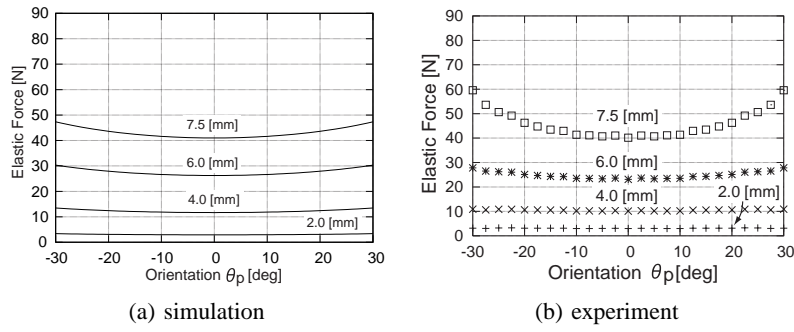 90
80
70
60
50
40
30
20
10
0
Elastic Force [N]
7.5 [mm]
6.0 [mm]
4.0 [mm]
2.0 [mm]
-30 -20 -10 0 10 20 30
Orientation θp [deg]
(a) simulation
90
80
70
60
50
40
30
20
10
0
Elastic Force [N]
7.5 [mm]
6.0 [mm]
4.0 [mm]
2.0 [mm]
-30 -20 -10 0 10 20 30
Orientation θp[deg]
(b) experiment